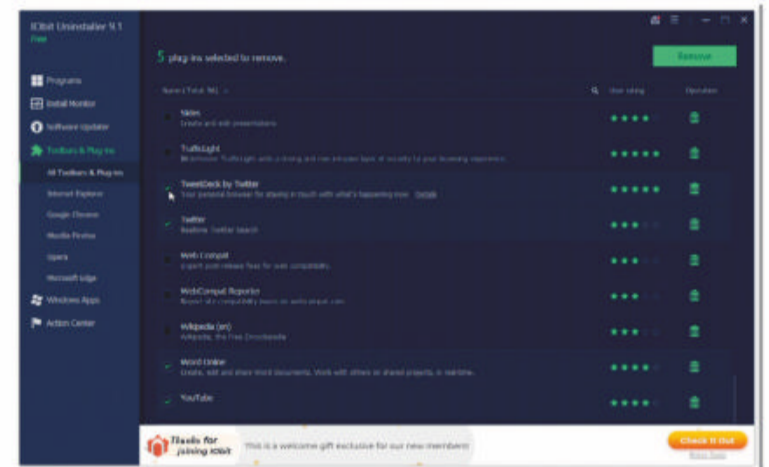 IObit Uninstaller 9.1
Free
5 plug-ins selected to remove.
Remove
User rating
Operation
Programs
Install Monitor
Software Updater
Toolbars & Plug-ins
All Toolbars & Plug-ins
Internet Explorer
Google Chrome
Mozilla Firefox
Opera
Microsoft Edge
Windows Apps
Action Center
Slides
Create and edit presentations
TrafficLight
TweetDeck by Twitter
Your personal browser for staying in touch with what's happening now. Details
Twitter
Realtime Twitter Search
Web Compat
WebCompat Reporter
Wikipedia (en)
Wikipedia, the Free Encyclopedia
Word Online
Create, edit and share Word documents. Work with others on shared projects, in real-time.
YouTube
Thanks for
joining IObit
This is a welcome gift exclusive for our new members!
Check It Out